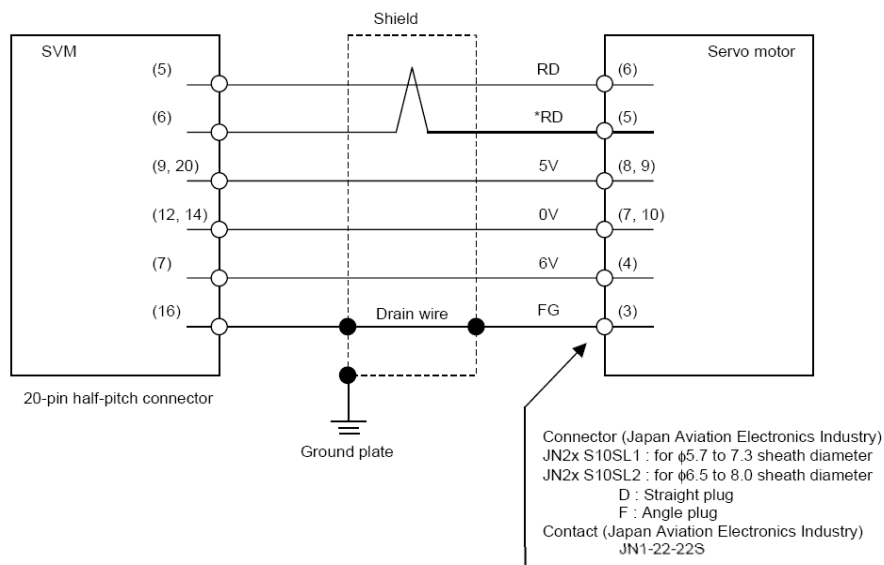 Shield
SVM
Servo motor
(5) RD (6)
(6) *RD (5)
(9, 20) 5V (8, 9)
(12, 14) 0V (7, 10)
(7) 6V (4)
(16) Drain wire FG (3)
20-pin half-pitch connector
Ground plate
Connector (Japan Aviation Electronics Industry)
JN2x S10SL1 : for ϕ5.7 to 7.3 sheath diameter
JN2x S10SL2 : for ϕ6.5 to 8.0 sheath diameter
D : Straight plug
F : Angle plug
Contact (Japan Aviation Electronics Industry)
JN1-22-22S